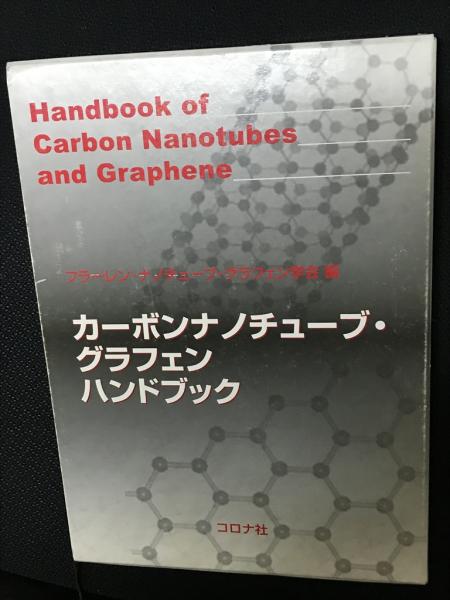 Handbook of
Carbon Nanotubes
and Graphene
フラーレン・ナノチューブ・グラフェン学会 編
カーボンナノチューブ・
グラフェン
ハンドブック
コロナ社